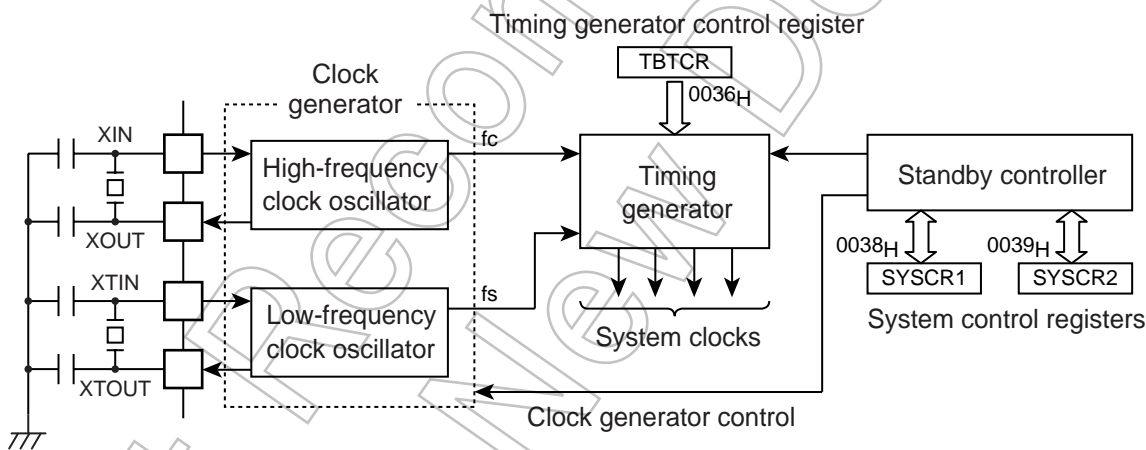 Timing generator control register
TBTCR
0036H
Clock
generator
XIN
fc
High-frequency
clock oscillator
Timing
generator
Standby controller
XOUT
0038H
0039H
XTIN
fs
SYSCR1
SYSCR2
Low-frequency
clock oscillator
System clocks
System control registers
XTOUT
Clock generator control